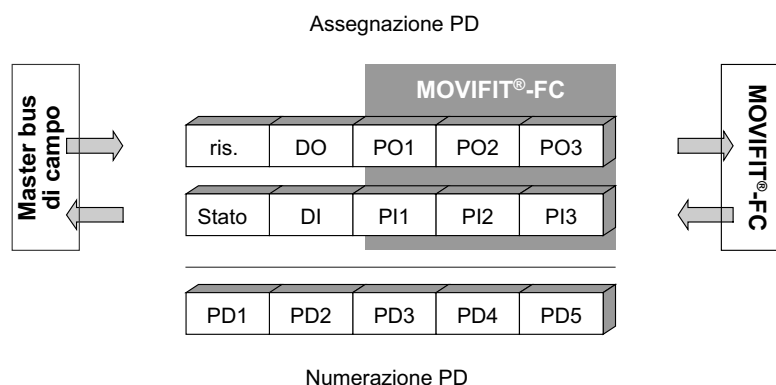 Assegnazione PD
Master bus
di campo
MOVIFIT®-FC
MOVIFIT®-FC
ris. DO PO1 PO2 PO3
Stato DI PI1 PI2 PI3
PD1 PD2 PD3 PD4 PD5
Numerazione PD